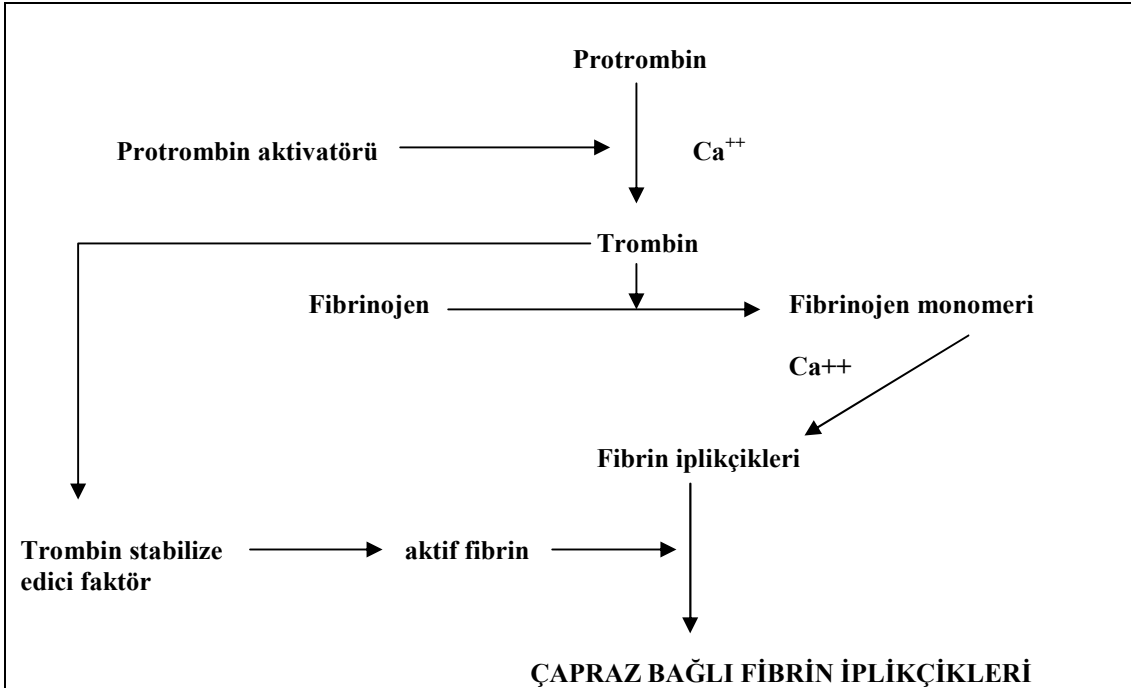 Protrombin
Protrombin aktivatörü
Ca++
Trombin
Fibrinojen
Fibrinojen monomeri
Ca++
Fibrin iplikçikleri
Trombin stabilize
edici faktör
aktif fibrin
ÇAPRAZ BAĞLI FİBRİN İPLİKÇİKLERİ